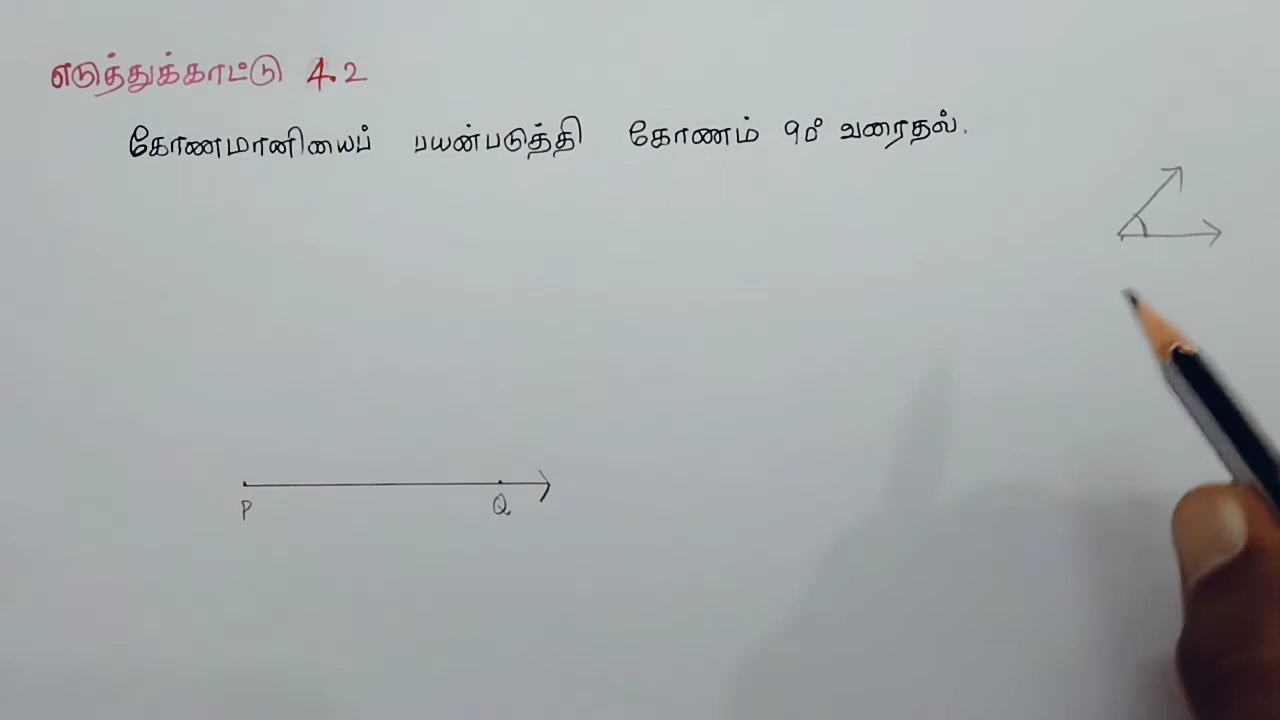 எடுத்துக்காட்டு 4.2
கோணமானியைப் பயன்படுத்தி கோணம் 90° வரைதல்.
P Q